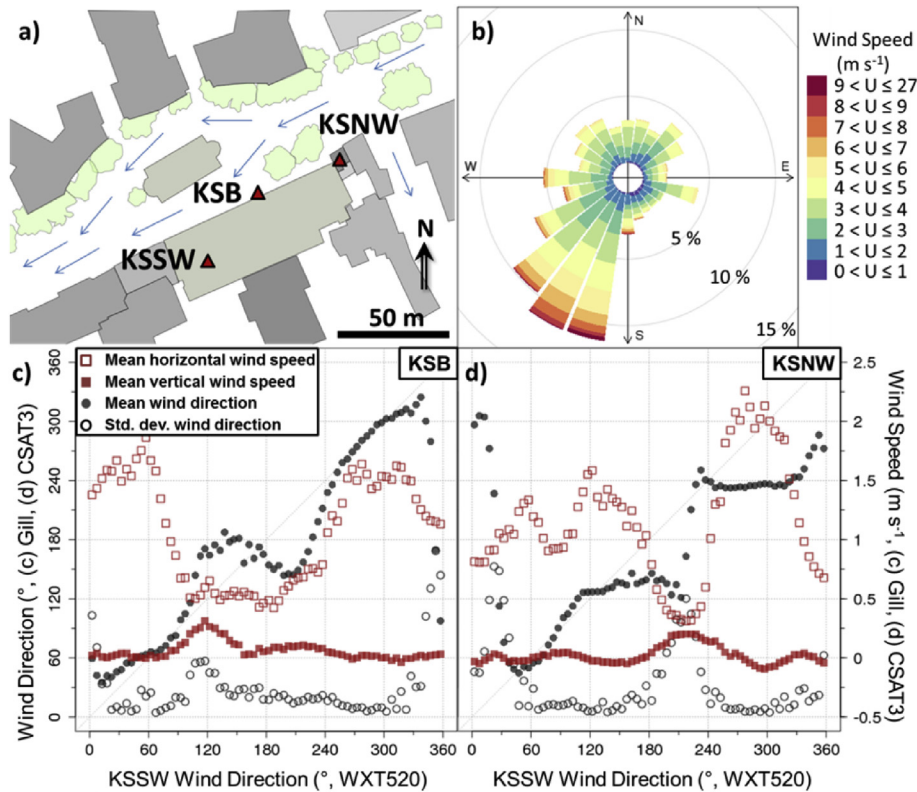 a)
KSNW
KSB
KSSW
N
50 m
b)
N
W
E
S
5 %
10 %
15 %
Wind Speed
(m s⁻¹)
9 < U ≤ 27
8 < U ≤ 9
7 < U ≤ 8
6 < U ≤ 7
5 < U ≤ 6
4 < U ≤ 5
3 < U ≤ 4
2 < U ≤ 3
1 < U ≤ 2
0 < U ≤ 1
c)
Mean horizontal wind speed
Mean vertical wind speed
Mean wind direction
Std. dev. wind direction
KSB
360
300
240
180
120
60
0
Wind Direction (°, (c) Gill, (d) CSAT3)
0 60 120 180 240 300 360
KSSW Wind Direction (°, WXT520)
d)
KSNW
2.5
2
1.5
1
0.5
0
-0.5
Wind Speed (m s⁻¹, (c) Gill, (d) CSAT3)
0 60 120 180 240 300 360
KSSW Wind Direction (°, WXT520)